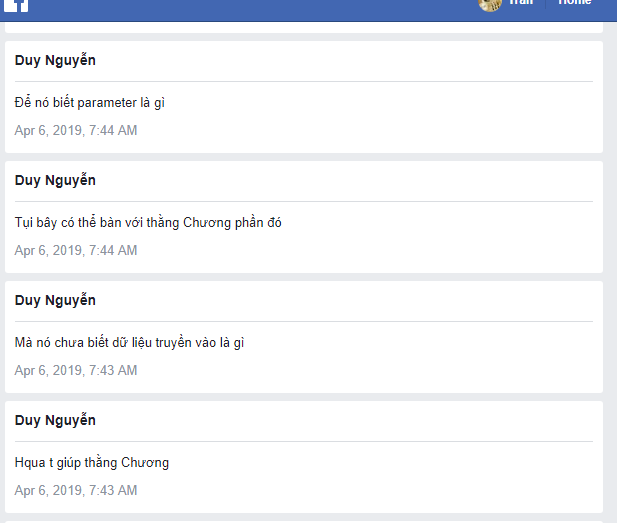 Tran Home
Duy Nguyễn
Để nó biết parameter là gì
Apr 6, 2019, 7:44 AM
Duy Nguyễn
Tụi bây có thể bàn với thằng Chương phần đó
Apr 6, 2019, 7:44 AM
Duy Nguyễn
Mà nó chưa biết dữ liệu truyền vào là gì
Apr 6, 2019, 7:43 AM
Duy Nguyễn
Hqua t giúp thằng Chương
Apr 6, 2019, 7:43 AM